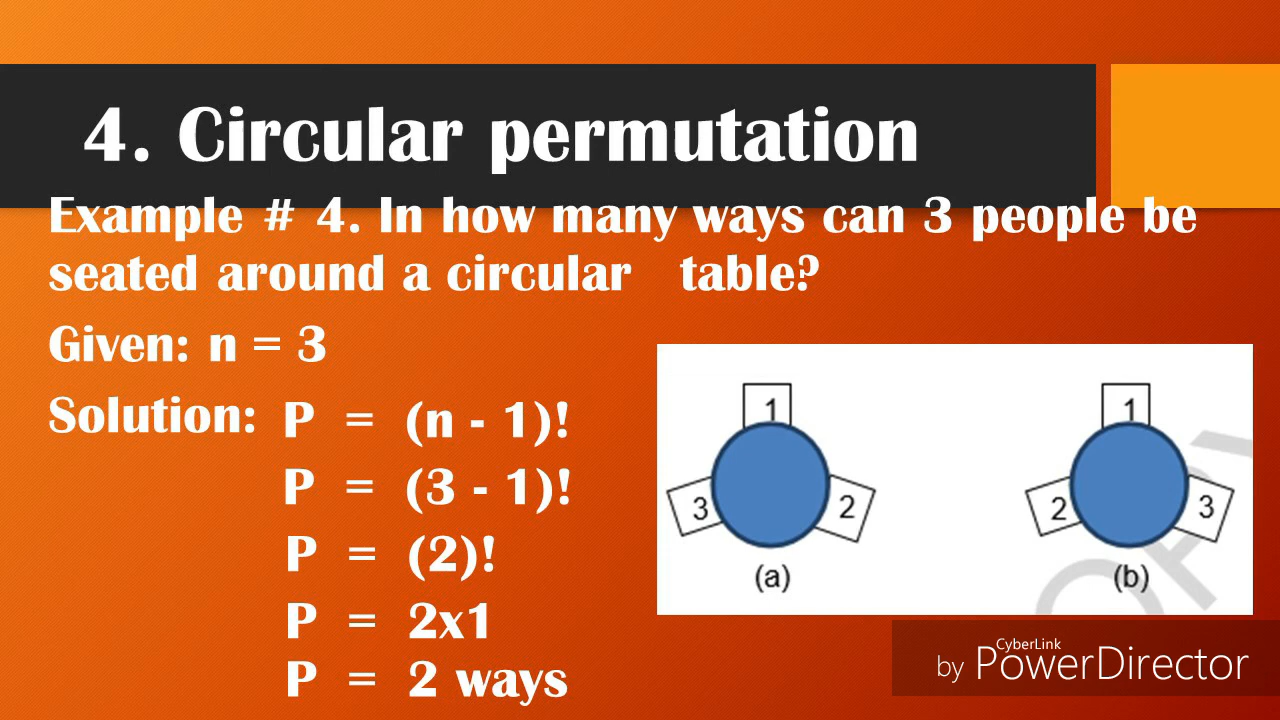 4. Circular permutation
Example # 4. In how many ways can 3 people be
seated around a circular table?
Given: n = 3
Solution: P = (n - 1)!
P = (3 - 1)!
P = (2)!
P = 2x1
P = 2 ways
1
3 2
(a)
1
2 3
(b)
CyberLink
by PowerDirector